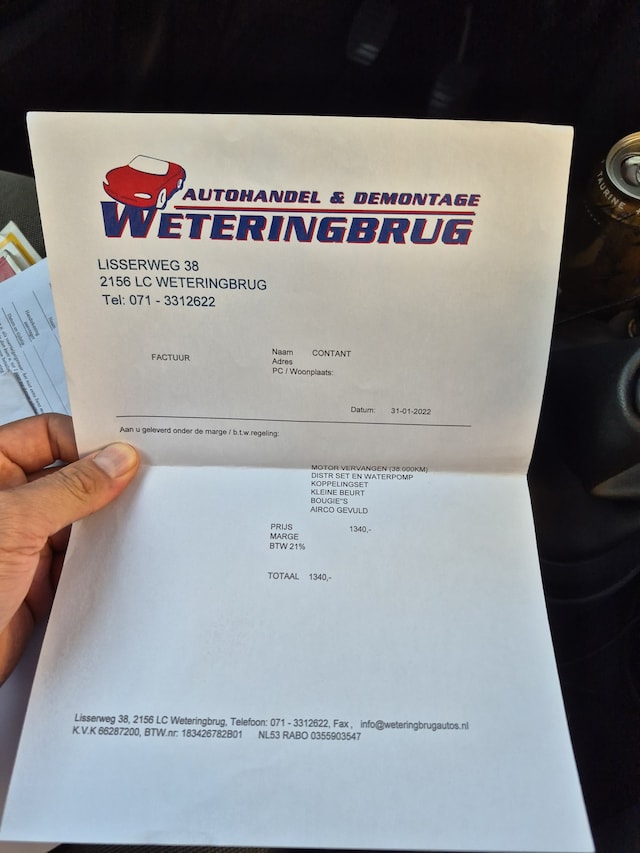 AUTOHANDEL & DEMONTAGE
WETERINGBRUG
LISSERWEG 38
2156 LC WETERINGBRUG
Tel: 071 - 3312622
FACTUUR
Naam CONTANT
Adres
PC / Woonplaats:
Datum: 31-01-2022
Aan u geleverd onder de marge / b.t.w.regeling:
MOTOR VERVANGEN (38.000KM)
DISTR SET EN WATERPOMP
KOPPELINGSET
KLEINE BEURT
BOUGIE"S
AIRCO GEVULD
PRIJS 1340,-
MARGE
BTW 21%
TOTAAL 1340,-
Lisserweg 38, 2156 LC Weteringbrug, Telefoon: 071 - 3312622, Fax , info@weteringbrugautos.nl
K.V.K 66287200, BTW.nr: 183426782B01 NL53 RABO 0355903547
TAURINE